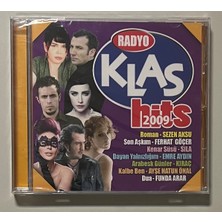 RADYO
KLAS
hits
2009
Roman - SEZEN AKSU
Son Aşkım - FERHAT GÖÇER
Kenar Süsü - SILA
Dayan Yalnızlığım - EMRE AYDIN
Arabesk Günler - KIRAÇ
Kalbe Ben - AYŞE HATUN ÖNAL
Dua - FUNDA ARAR